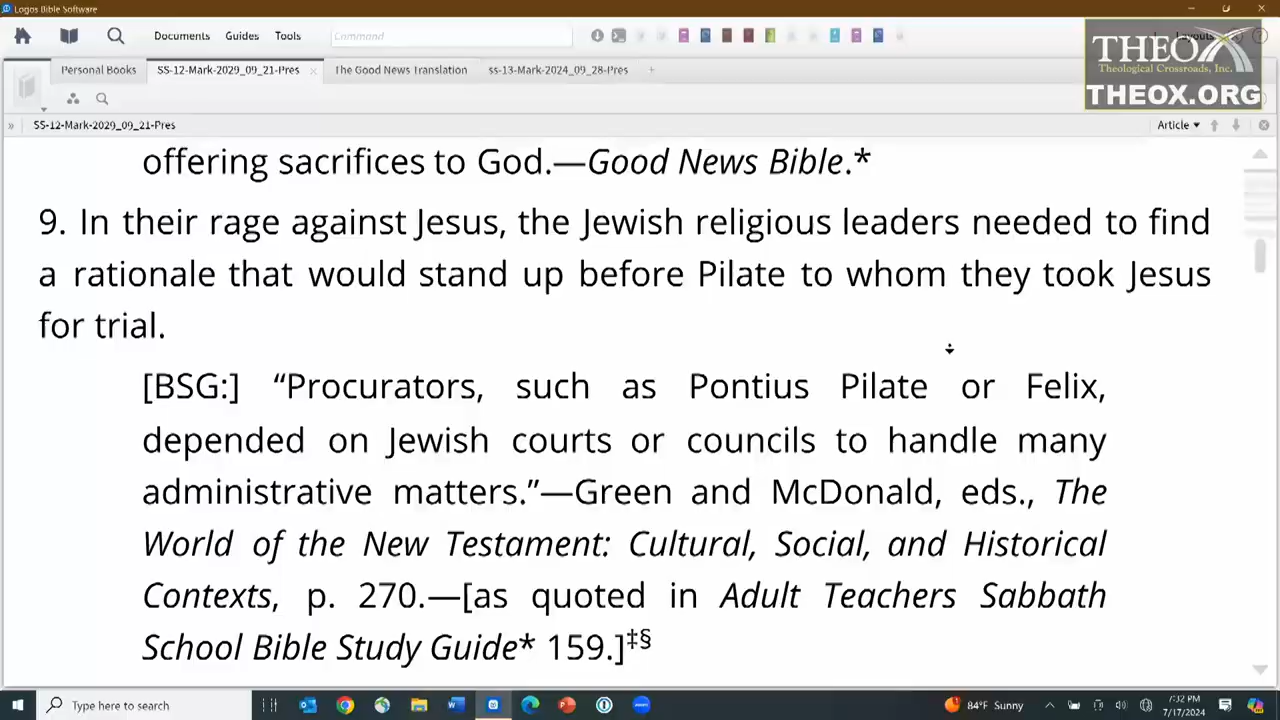 Logos Bible Software
Documents Guides Tools Command Layouts
THEOX
Theological Crossroads, Inc.
THEOX.ORG
Personal Books SS-12-Mark-2029_09_21-Pres The Good News Translation ss-13-Mark-2024_09_28-Pres +
» SS-12-Mark-2029_09_21-Pres Article
offering sacrifices to God.—Good News Bible.*
9. In their rage against Jesus, the Jewish religious leaders needed to find
a rationale that would stand up before Pilate to whom they took Jesus
for trial.
[BSG:] “Procurators, such as Pontius Pilate or Felix,
depended on Jewish courts or councils to handle many
administrative matters.”—Green and McDonald, eds., The
World of the New Testament: Cultural, Social, and Historical
Contexts, p. 270.—[as quoted in Adult Teachers Sabbath
School Bible Study Guide* 159.]‡§
Type here to search 84°F Sunny 7:32 PM
7/17/2024